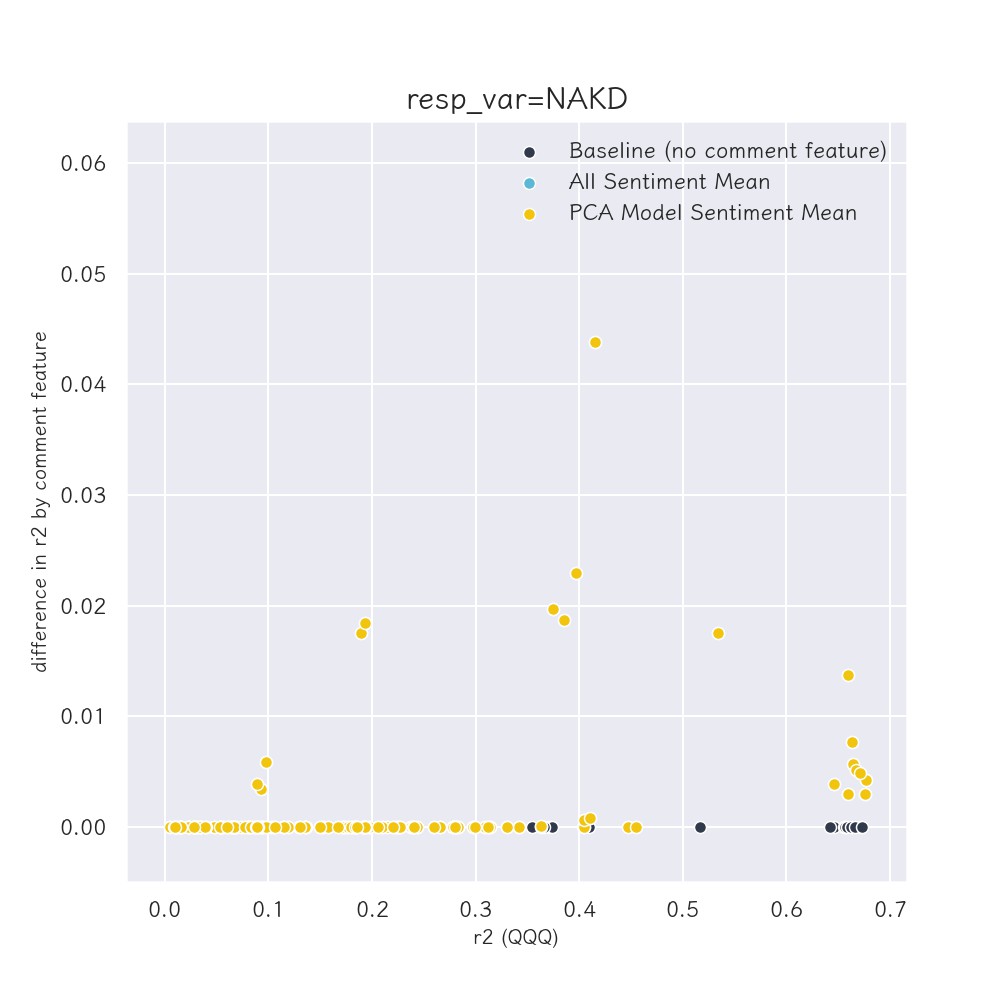 resp_var=NAKD
Baseline (no comment feature)
All Sentiment Mean
PCA Model Sentiment Mean
difference in r2 by comment feature
0.06
0.05
0.04
0.03
0.02
0.01
0.00
0.0 0.1 0.2 0.3 0.4 0.5 0.6 0.7
r2 (QQQ)